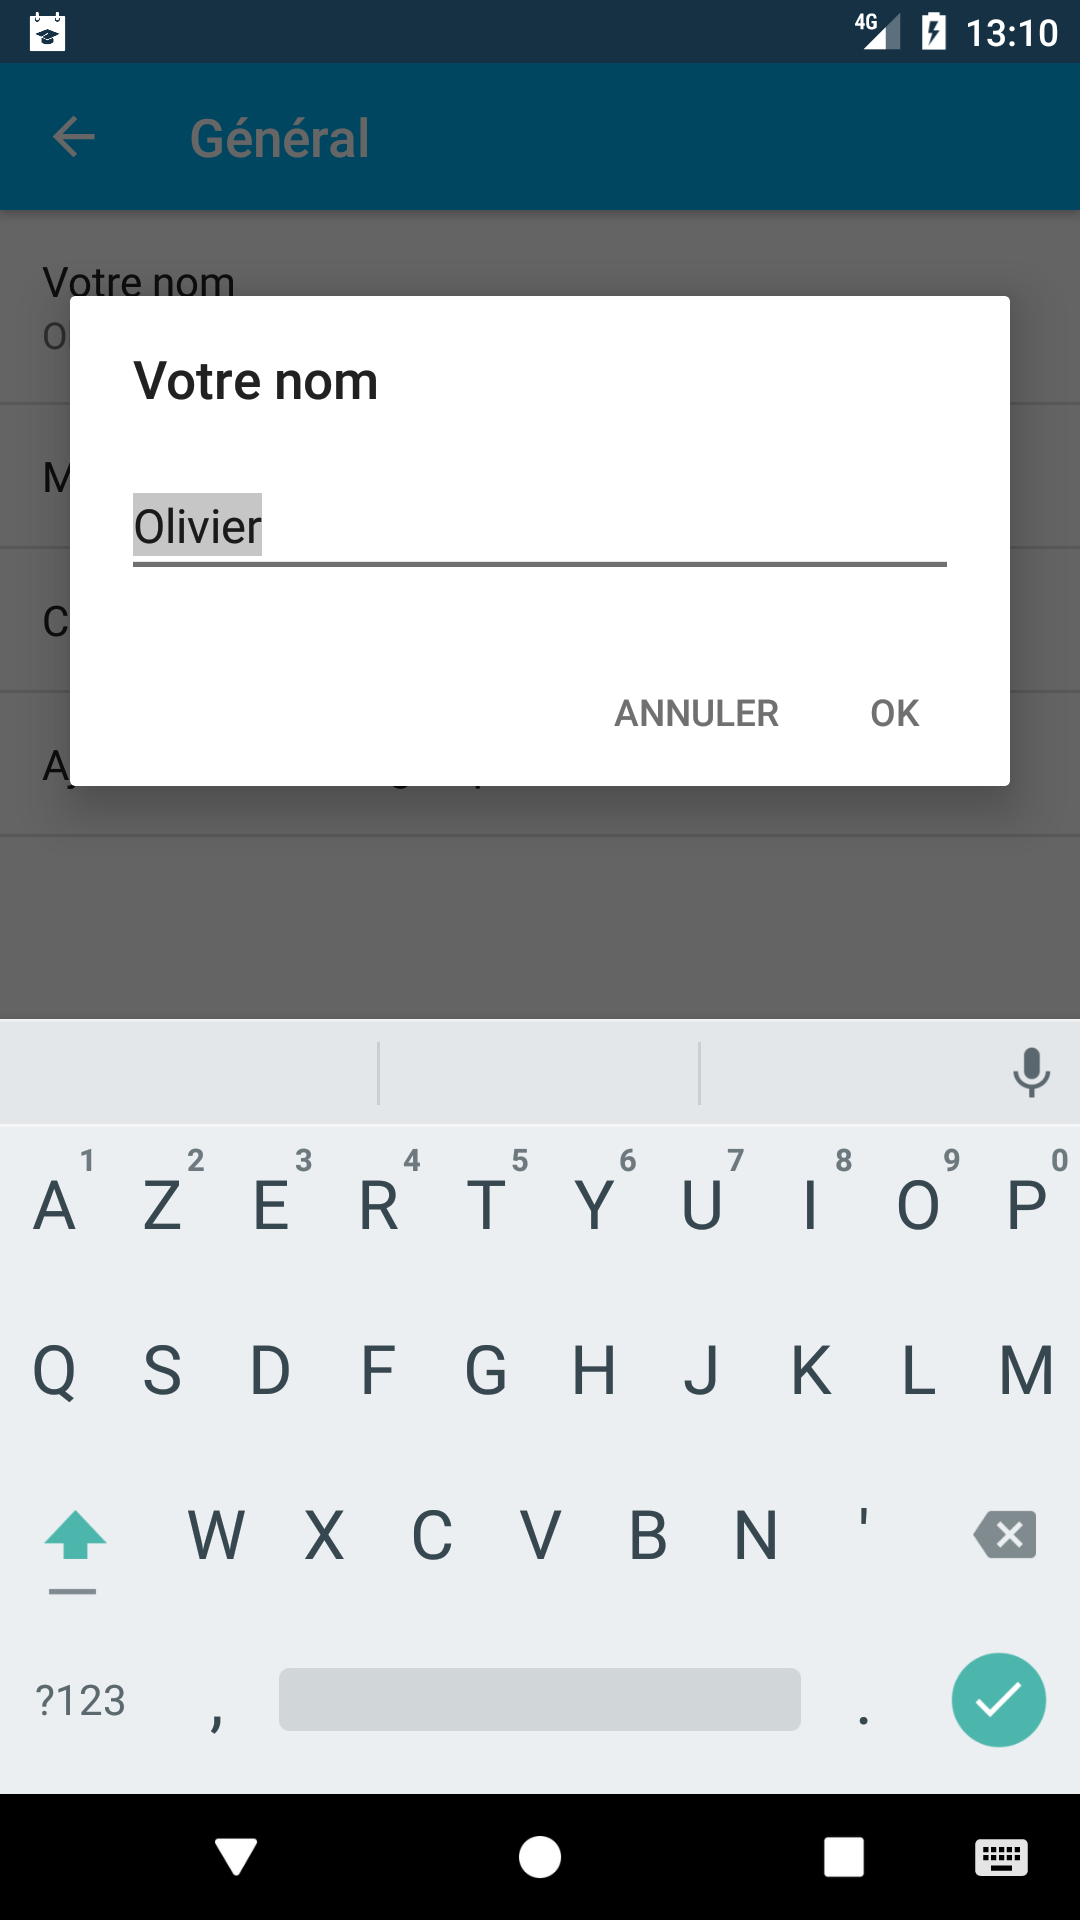 4G 13:10
Général
Votre nom
Votre nom
Olivier
ANNULER OK
1 2 3 4 5 6 7 8 9 0
A Z E R T Y U I O P
Q S D F G H J K L M
W X C V B N '
?123 , .